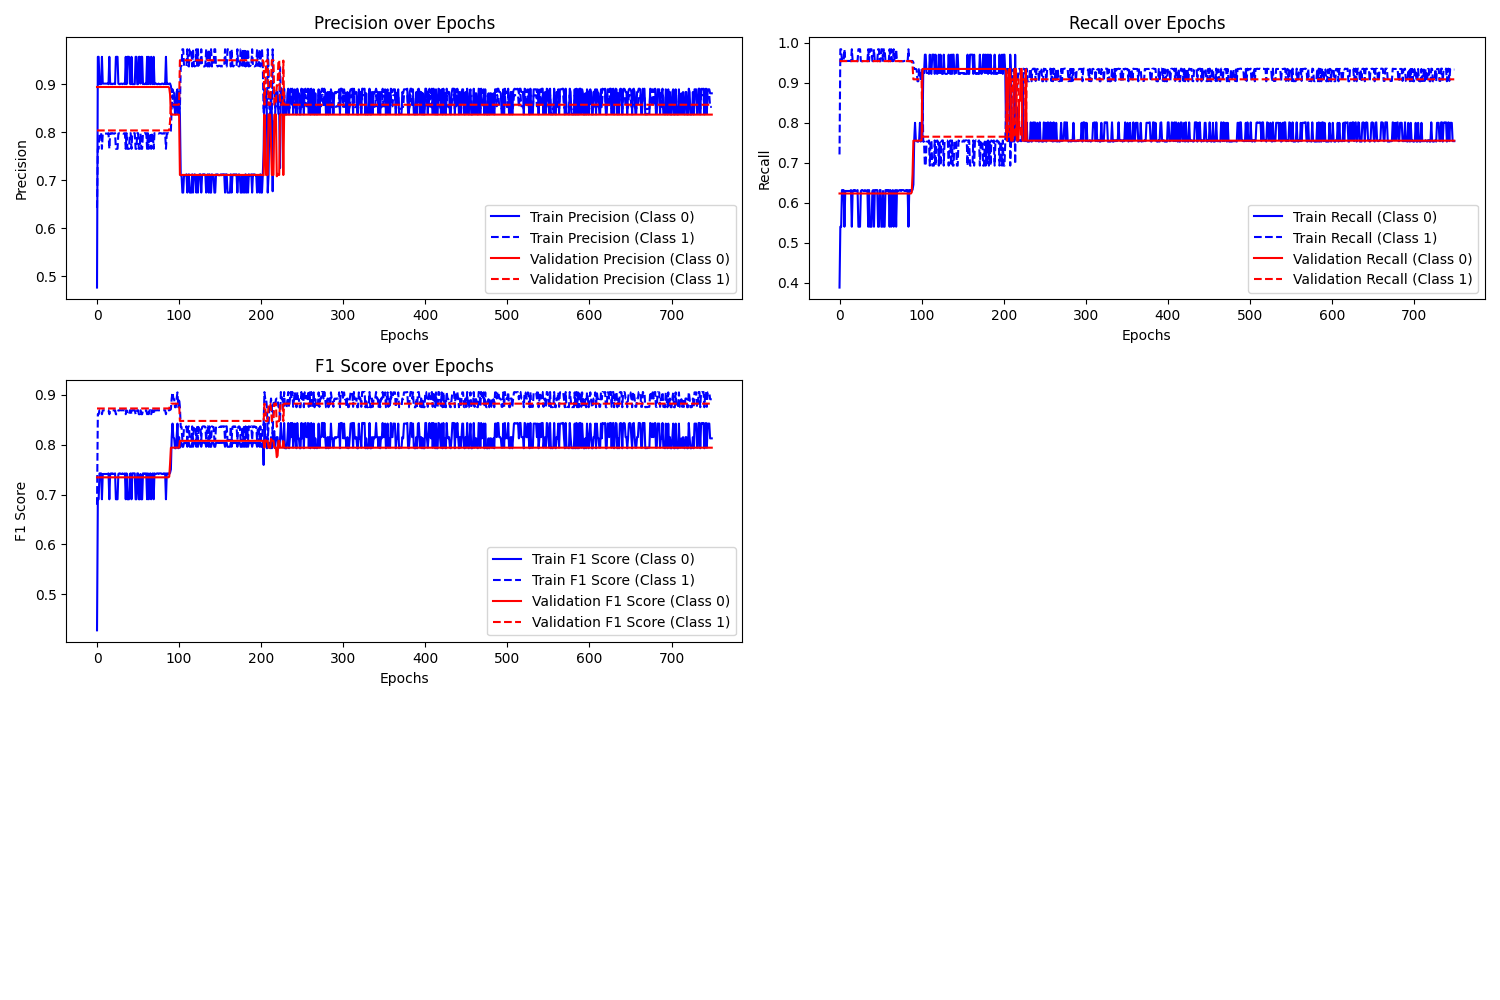 Precision over Epochs
Precision
0.9
0.8
0.7
0.6
0.5
0 100 200 300 400 500 600 700
Epochs
Train Precision (Class 0)
Train Precision (Class 1)
Validation Precision (Class 0)
Validation Precision (Class 1)
Recall over Epochs
Recall
1.0
0.9
0.8
0.7
0.6
0.5
0.4
0 100 200 300 400 500 600 700
Epochs
Train Recall (Class 0)
Train Recall (Class 1)
Validation Recall (Class 0)
Validation Recall (Class 1)
F1 Score over Epochs
F1 Score
0.9
0.8
0.7
0.6
0.5
0 100 200 300 400 500 600 700
Epochs
Train F1 Score (Class 0)
Train F1 Score (Class 1)
Validation F1 Score (Class 0)
Validation F1 Score (Class 1)